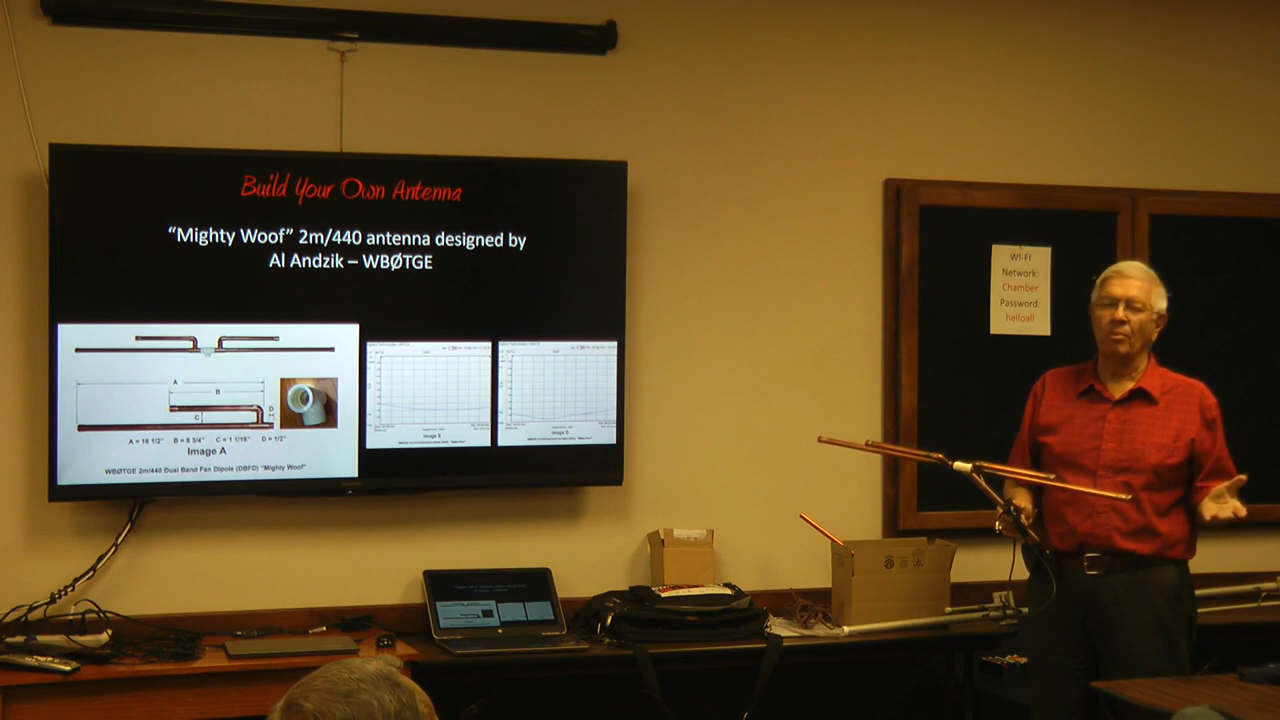 Build Your Own Antenna
“Mighty Woof” 2m/440 antenna designed by
Al Andzik – WBØTGE
A
B
C
D
A = 16 1/2" B = 8 3/4" C = 1 1/16" D = 1/2"
Image A
WBØTGE 2m/440 Dual Band Fan Dipole (DBFD) “Mighty Woof”
Image D
WI-FI
Network:
Chamber
Password:
helloall